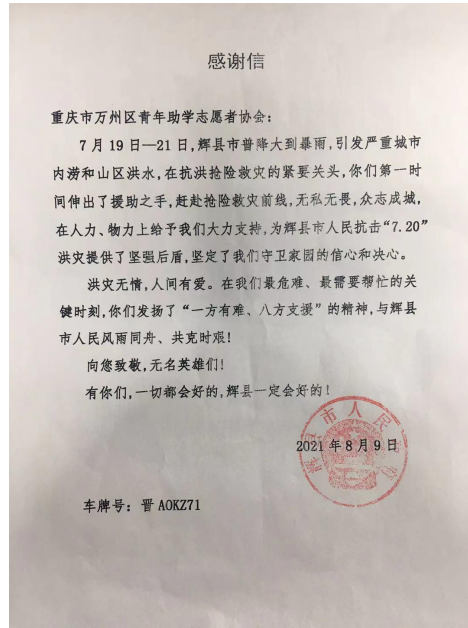 感谢信
重庆市万州区青年助学志愿者协会：
7月19日—21日，辉县市普降大到暴雨，引发严重城市
内涝和山区洪水，在抗洪抢险救灾的紧要关头，你们第一时
间伸出了援助之手，赶赴抢险救灾前线，无私无畏，众志成城，
在人力、物力上给予我们大力支持，为辉县市人民抗击“7.20”
洪灾提供了坚强后盾，坚定了我们守卫家园的信心和决心。
洪灾无情，人间有爱。在我们最危难、最需要帮忙的关
键时刻，你们发扬了“一方有难、八方支援”的精神，与辉县
市人民风雨同舟、共克时艰！
向您致敬，无名英雄们！
有你们，一切都会好的，辉县一定会好的！
辉县市人民
2021年8月9日
车牌号：晋A0KZ71